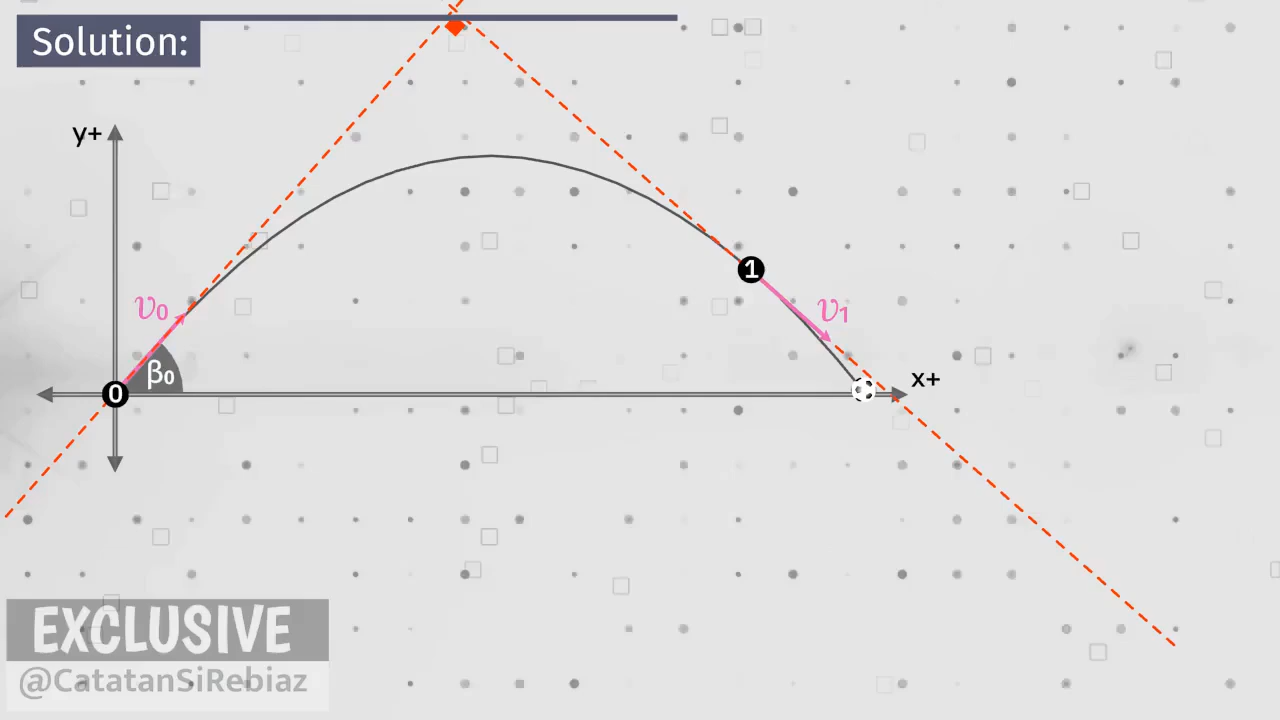 Solution:
y+
v₀
β₀
0
1
v₁
x+
EXCLUSIVE
@CatatanSiRebiaz